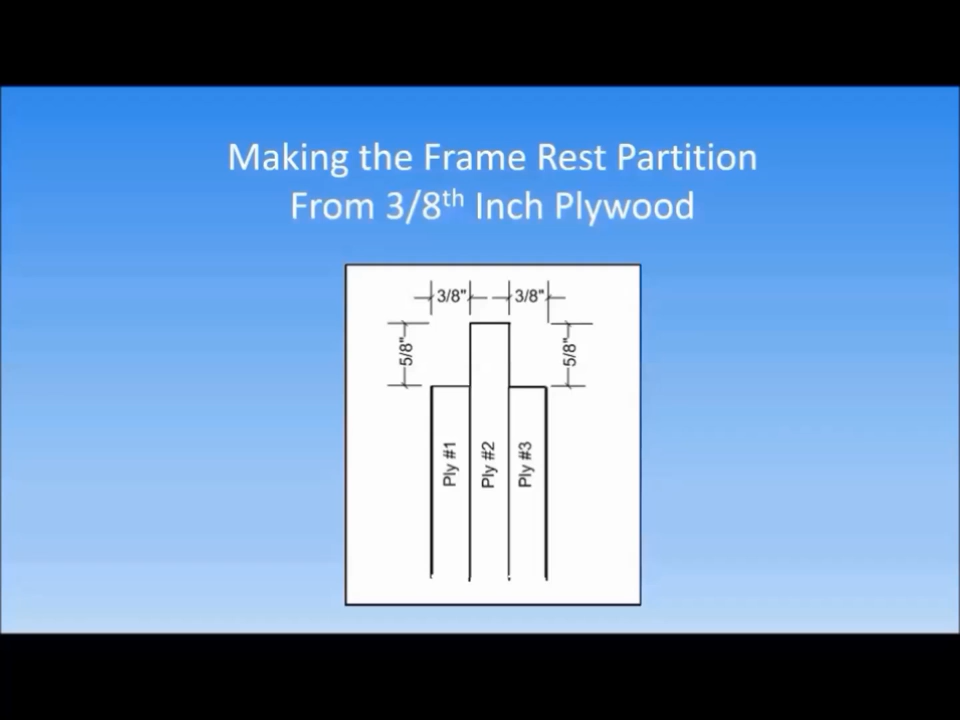 Making the Frame Rest Partition
From 3/8th Inch Plywood
3/8" 3/8"
5/8" 5/8"
Ply #1 Ply #2 Ply #3